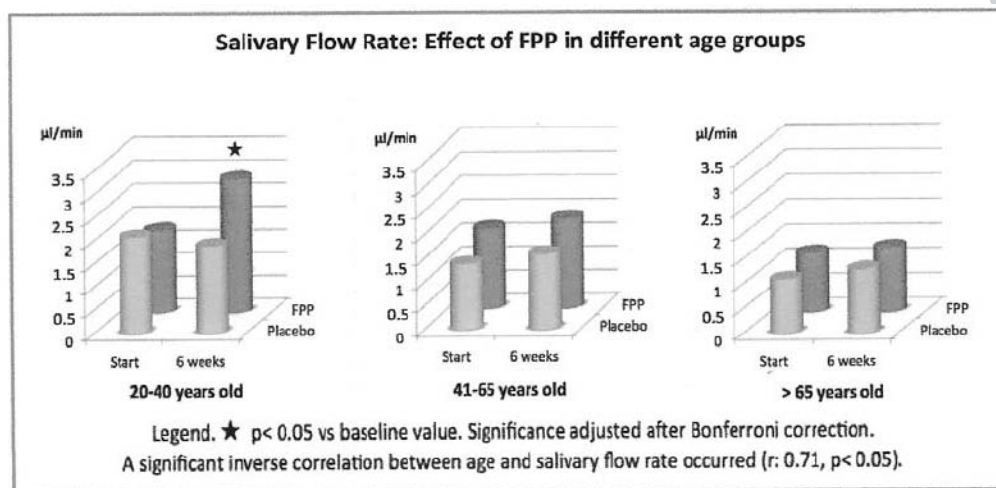 Salivary Flow Rate: Effect of FPP in different age groups
µl/min
3.5
3
2.5
2
1.5
1
0.5
0
Start
6 weeks
FPP
Placebo
20-40 years old
µl/min
3.5
3
2.5
2
1.5
1
0.5
0
Start
6 weeks
FPP
Placebo
41-65 years old
µl/min
3.5
3
2.5
2
1.5
1
0.5
0
Start
6 weeks
FPP
Placebo
> 65 years old
Legend. ★ p< 0.05 vs baseline value. Significance adjusted after Bonferroni correction.
A significant inverse correlation between age and salivary flow rate occurred (r: 0.71, p< 0.05).